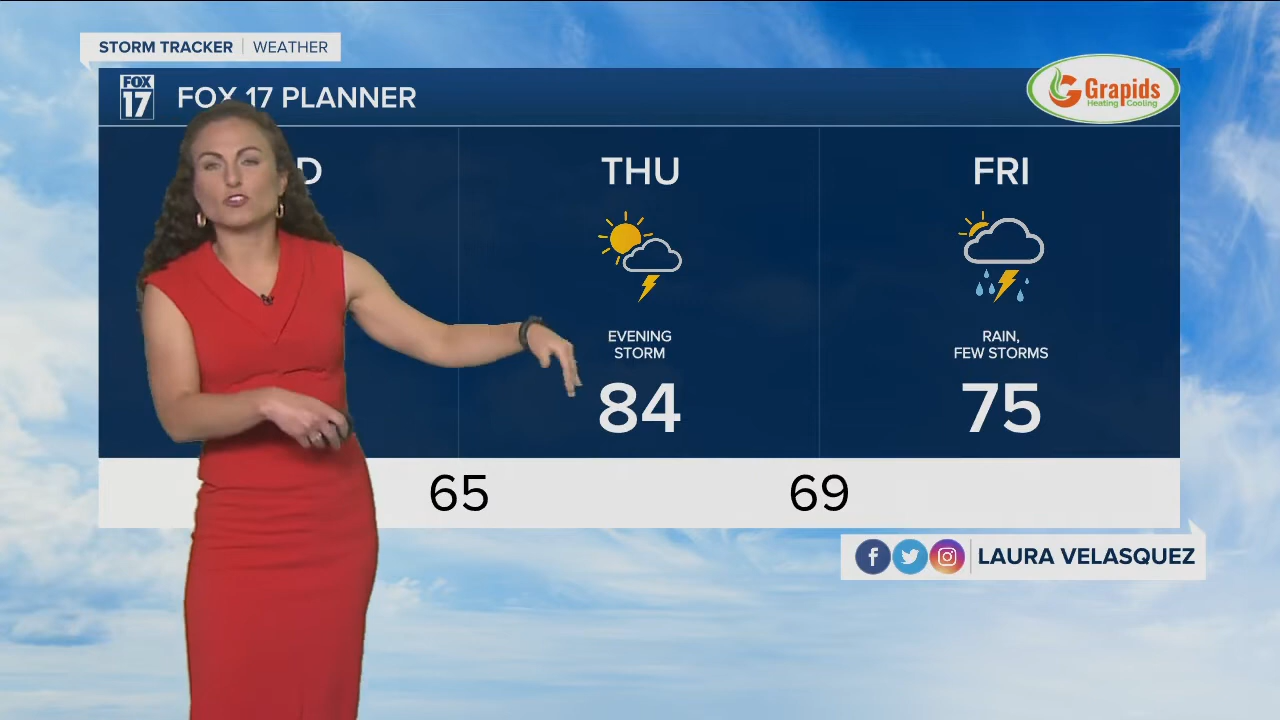 STORM TRACKER | WEATHER
FOX
17
FOX 17 PLANNER
Grapids
Heating Cooling
D
THU
FRI
EVENING
STORM
RAIN,
FEW STORMS
84
75
65
69
LAURA VELASQUEZ